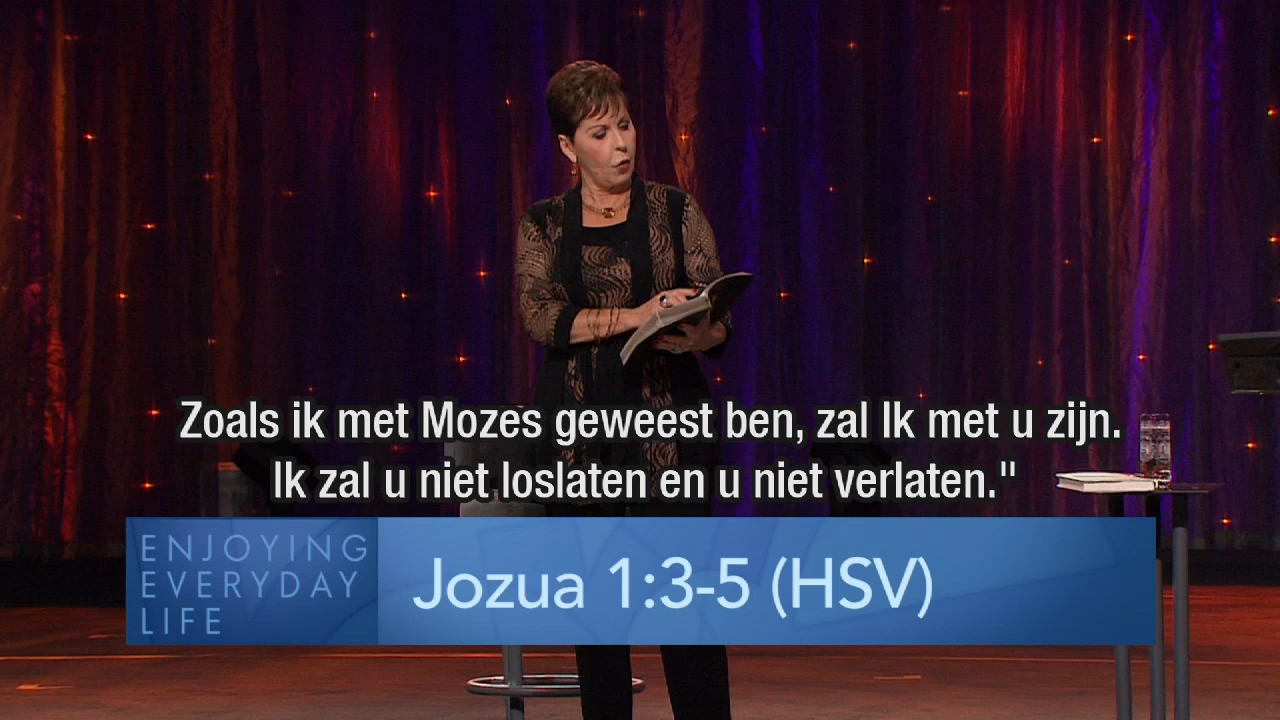 Zoals ik met Mozes geweest ben, zal Ik met u zijn.
Ik zal u niet loslaten en u niet verlaten."
ENJOYING
EVERYDAY
LIFE
Jozua 1:3-5 (HSV)